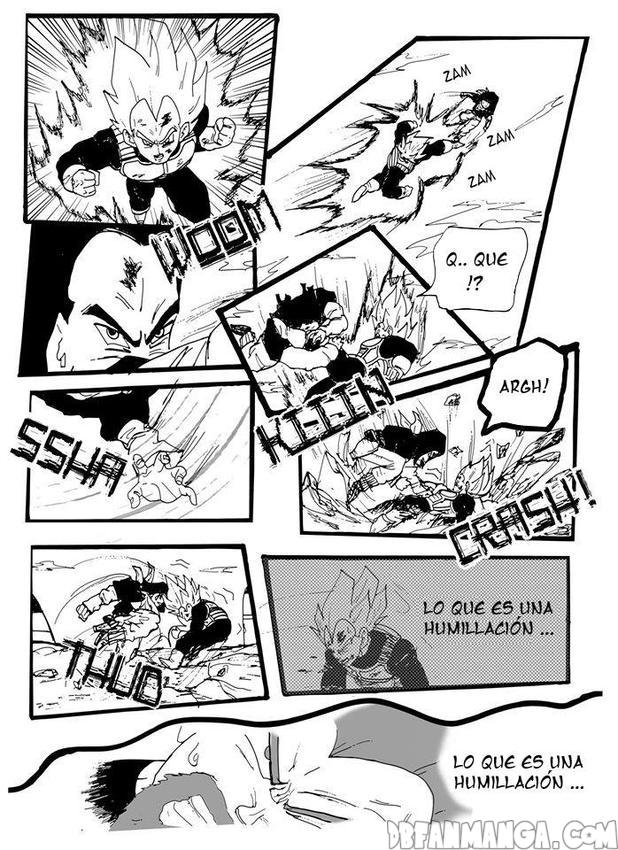 ZAM
ZAM
ZAM
WOOM
Q.. QUE
!?
KIIIN
SSHA
ARGH!
CRASH'!
THUD
LO QUE ES UNA
HUMILLACIÓN ...
LO QUE ES UNA
HUMILLACIÓN ...
DBFANMANGA.COM